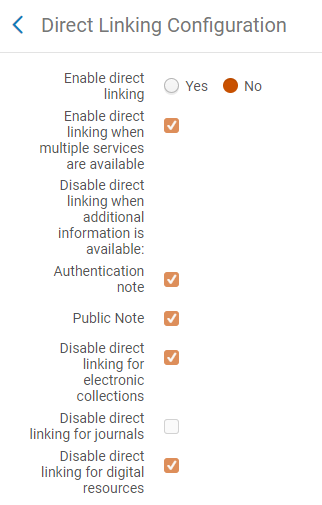 Direct Linking Configuration
Enable direct
linking
Yes
No
Enable direct
linking when
multiple services
are available
Disable direct
linking when
additional
information is
available:
Authentication
note
Public Note
Disable direct
linking for
electronic
collections
Disable direct
linking for journals
Disable direct
linking for digital
resources